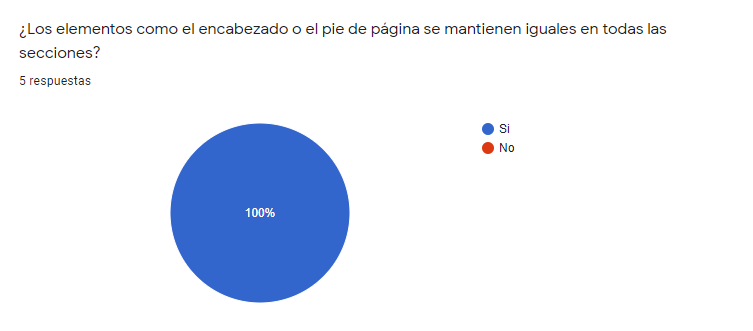 ¿Los elementos como el encabezado o el pie de página se mantienen iguales en todas las
secciones?
5 respuestas
Si
No
100%